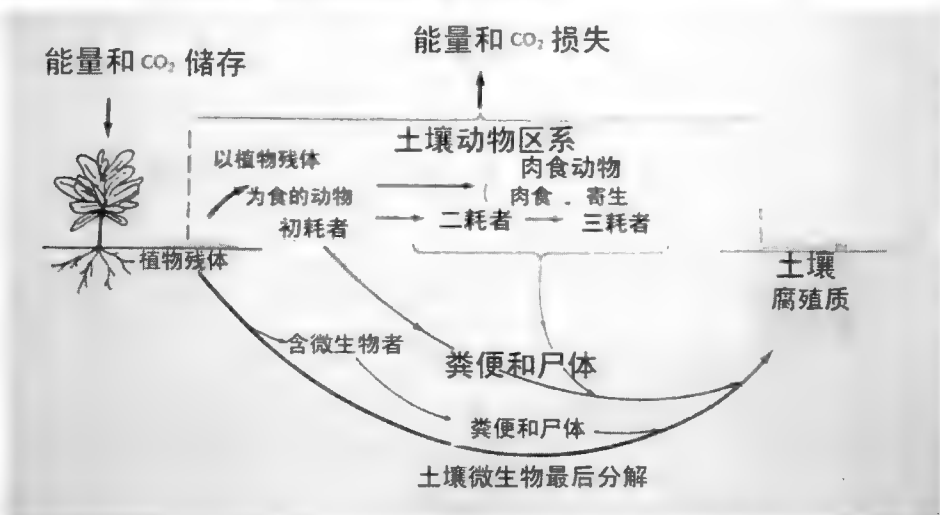 能量和CO₂储存
能量和CO₂损失
土壤动物区系
以植物残体
为食的动物
初耗者
肉食动物
（肉食．寄生
二耗者
三耗者
植物残体
土壤
腐殖质
含微生物者
粪便和尸体
粪便和尸体
土壤微生物最后分解